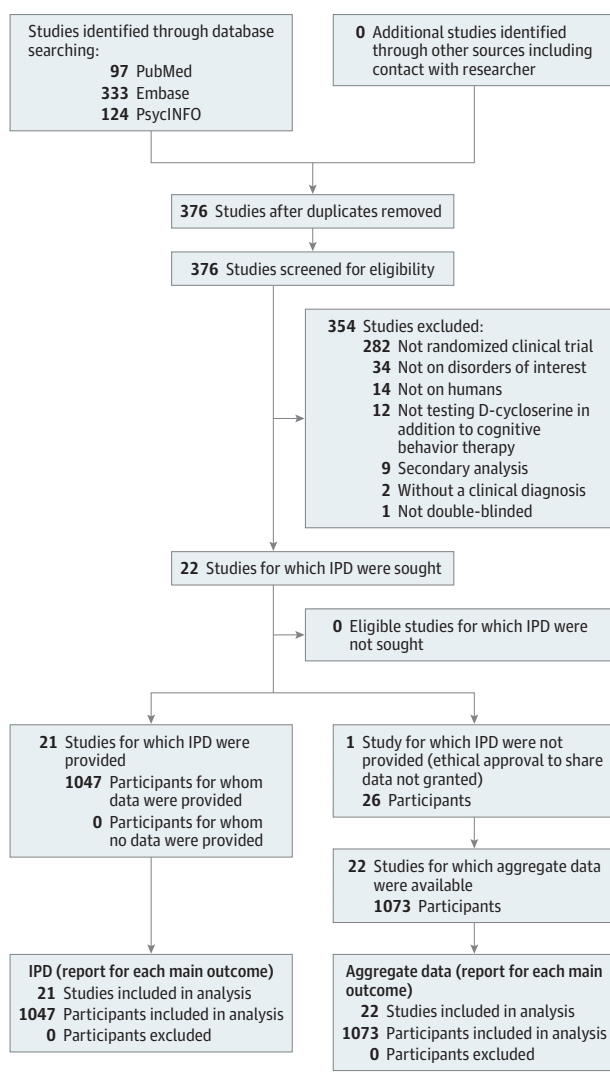 Studies identified through database
searching:
97 PubMed
333 Embase
124 PsycINFO
0 Additional studies identified
through other sources including
contact with researcher
376 Studies after duplicates removed
376 Studies screened for eligibility
354 Studies excluded:
282 Not randomized clinical trial
34 Not on disorders of interest
14 Not on humans
12 Not testing D-cycloserine in
addition to cognitive
behavior therapy
9 Secondary analysis
2 Without a clinical diagnosis
1 Not double-blinded
22 Studies for which IPD were sought
0 Eligible studies for which IPD were
not sought
21 Studies for which IPD were
provided
1047 Participants for whom
data were provided
0 Participants for whom
no data were provided
1 Study for which IPD were not
provided (ethical approval to share
data not granted)
26 Participants
22 Studies for which aggregate data
were available
1073 Participants
IPD (report for each main outcome)
21 Studies included in analysis
1047 Participants included in analysis
0 Participants excluded
Aggregate data (report for each main
outcome)
22 Studies included in analysis
1073 Participants included in analysis
0 Participants excluded